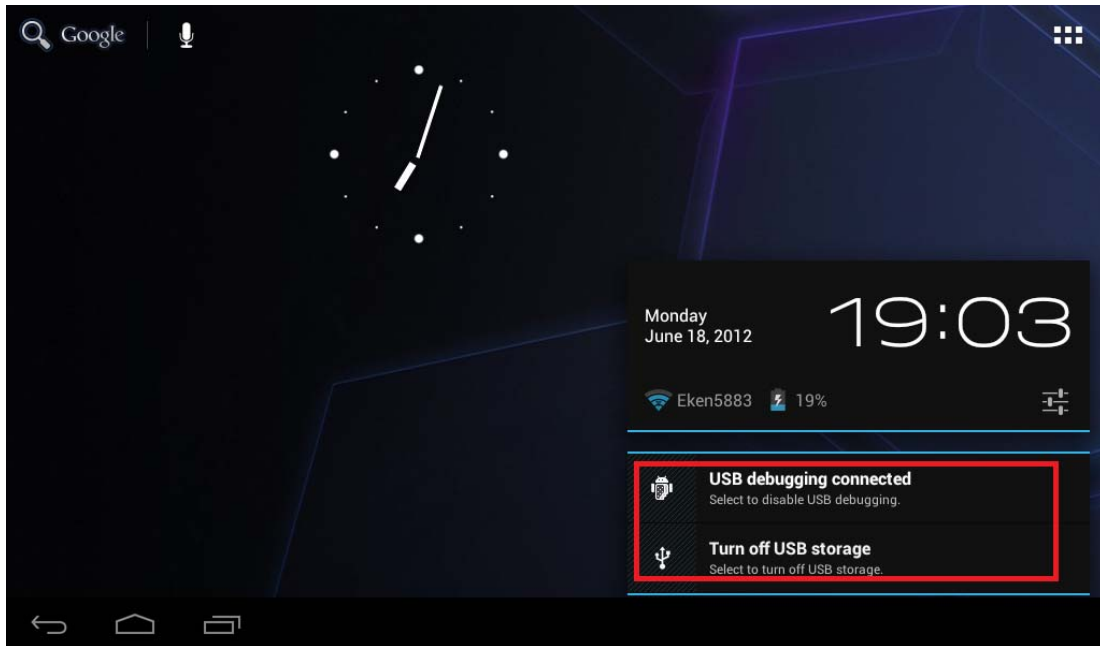 Google
Monday
June 18, 2012
19:03
Eken5883
19%
USB debugging connected
Select to disable USB debugging.
Turn off USB storage
Select to turn off USB storage.